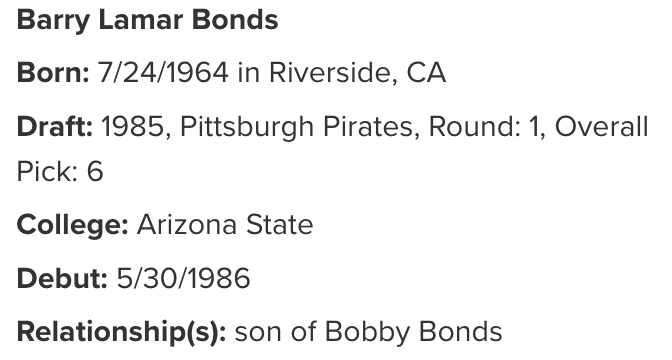 Barry Lamar Bonds
Born: 7/24/1964 in Riverside, CA
Draft: 1985, Pittsburgh Pirates, Round: 1, Overall
Pick: 6
College: Arizona State
Debut: 5/30/1986
Relationship(s): son of Bobby Bonds